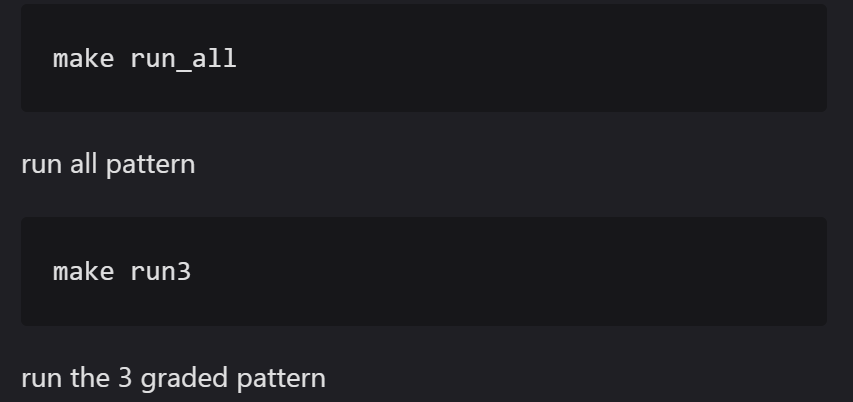 make run_all
run all pattern
make run3
run the 3 graded pattern